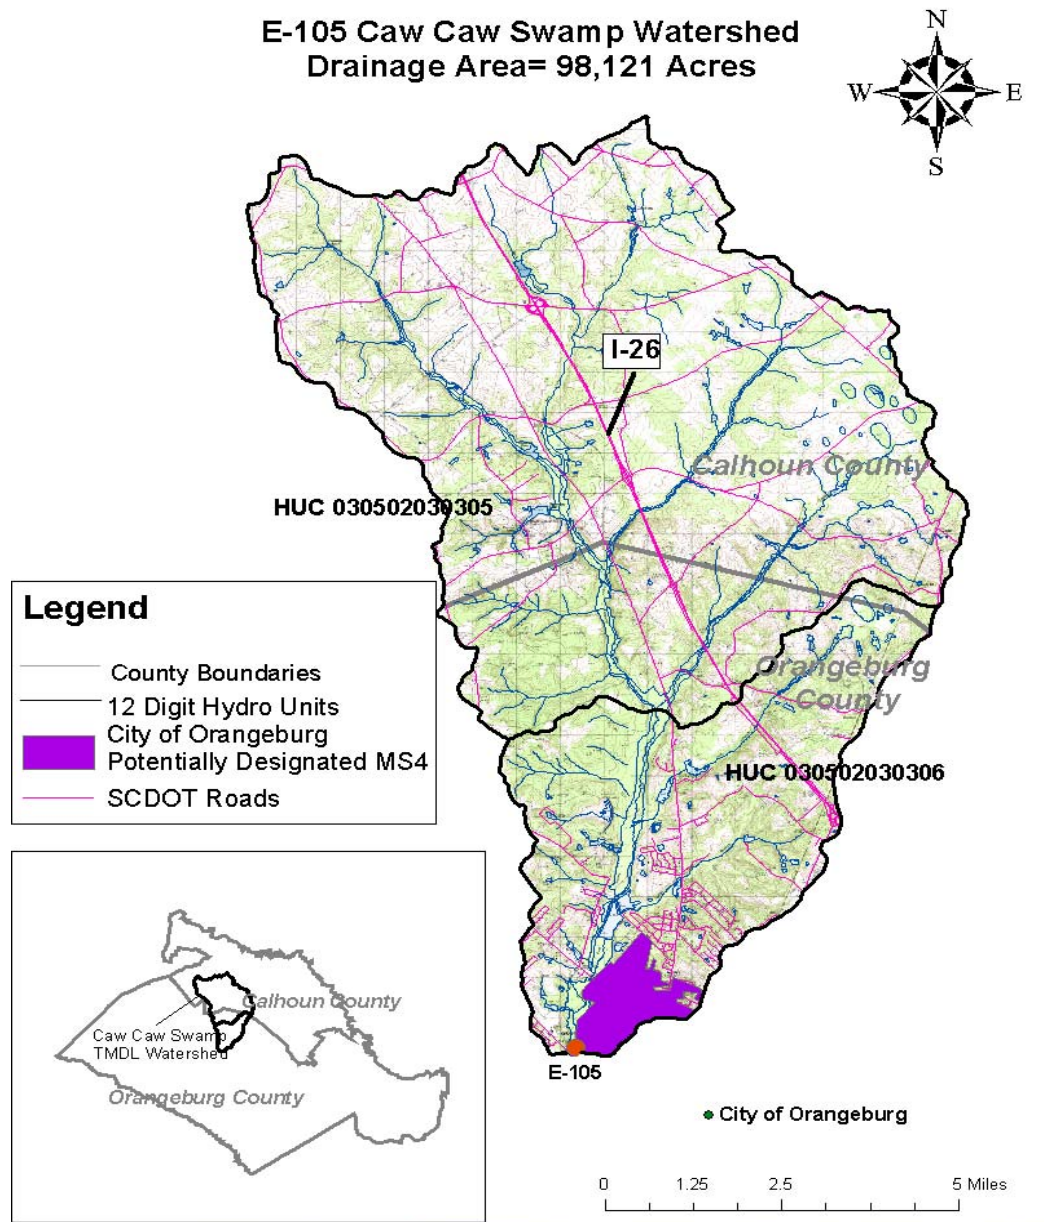 E-105 Caw Caw Swamp Watershed
Drainage Area= 98,121 Acres
N
W
E
S
I-26
Calhoun County
HUC 030502030305
Orangeburg
County
HUC 030502030306
Legend
County Boundaries
12 Digit Hydro Units
City of Orangeburg
Potentially Designated MS4
SCDOT Roads
Calhoun County
Caw Caw Swamp
TMDL Watershed
Orangeburg County
E-105
City of Orangeburg
0 1.25 2.5 5 Miles